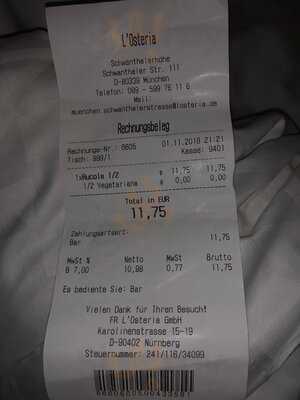 L'Osteria
Schwanthalerhöhe
Schwanthaler Str. 111
D-80339 München
Telefon: 089 - 599 76 11 6
Mail:
muenchen.schwanthalerstrasse@losteria.de
Rechnungsbeleg
Rechnungs-Nr.: 8605 01.11.2018 21:21
Tisch: 999/1 Kasse: 9401
1xRucola 1/2 à 11,75 11,75
1/2 Vegetariana à 0,00 0,00
Total in EUR
11,75
Zahlungsartsart:
Bar 11,75
MwSt % Netto MwSt Brutto
B 7,00 10,98 0,77 11,75
Es bediente Sie: Bar
Vielen Dank für Ihren Besuch!
FR L'Osteria GmbH
Karolinenstrasse 15-19
D-90402 Nürnberg
Steuernummer: 241/116/34099